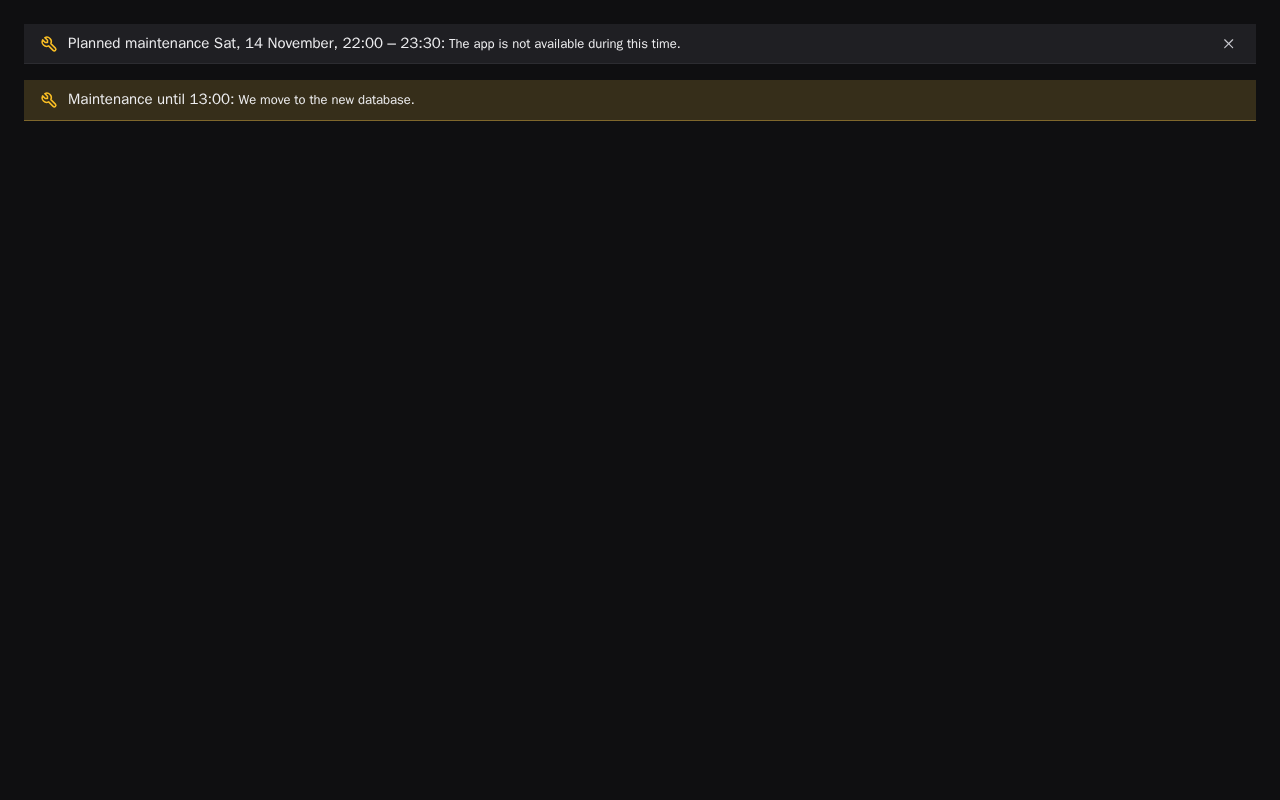 Planned maintenance Sat, 14 November, 22:00 – 23:30: The app is not available during this time.
Maintenance until 13:00: We move to the new database.